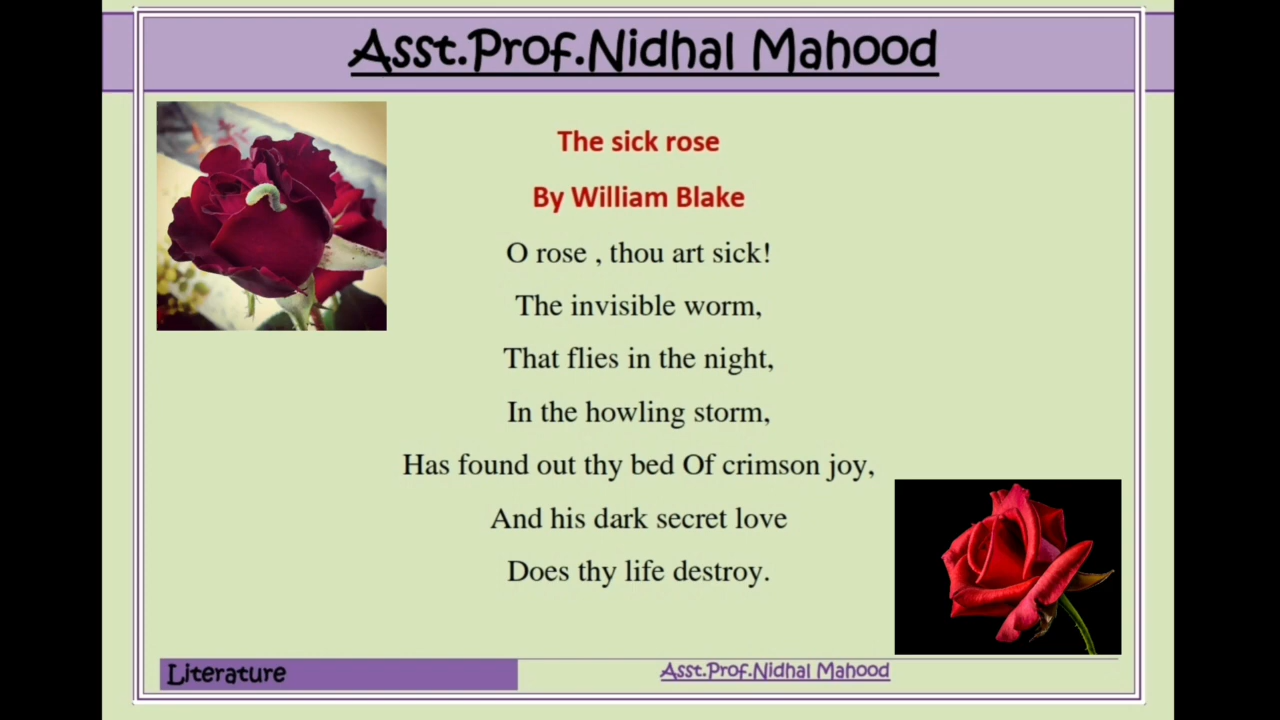 Asst.Prof.Nidhal Mahood
The sick rose
By William Blake
O rose , thou art sick!
The invisible worm,
That flies in the night,
In the howling storm,
Has found out thy bed Of crimson joy,
And his dark secret love
Does thy life destroy.
Literature
Asst.Prof.Nidhal Mahood